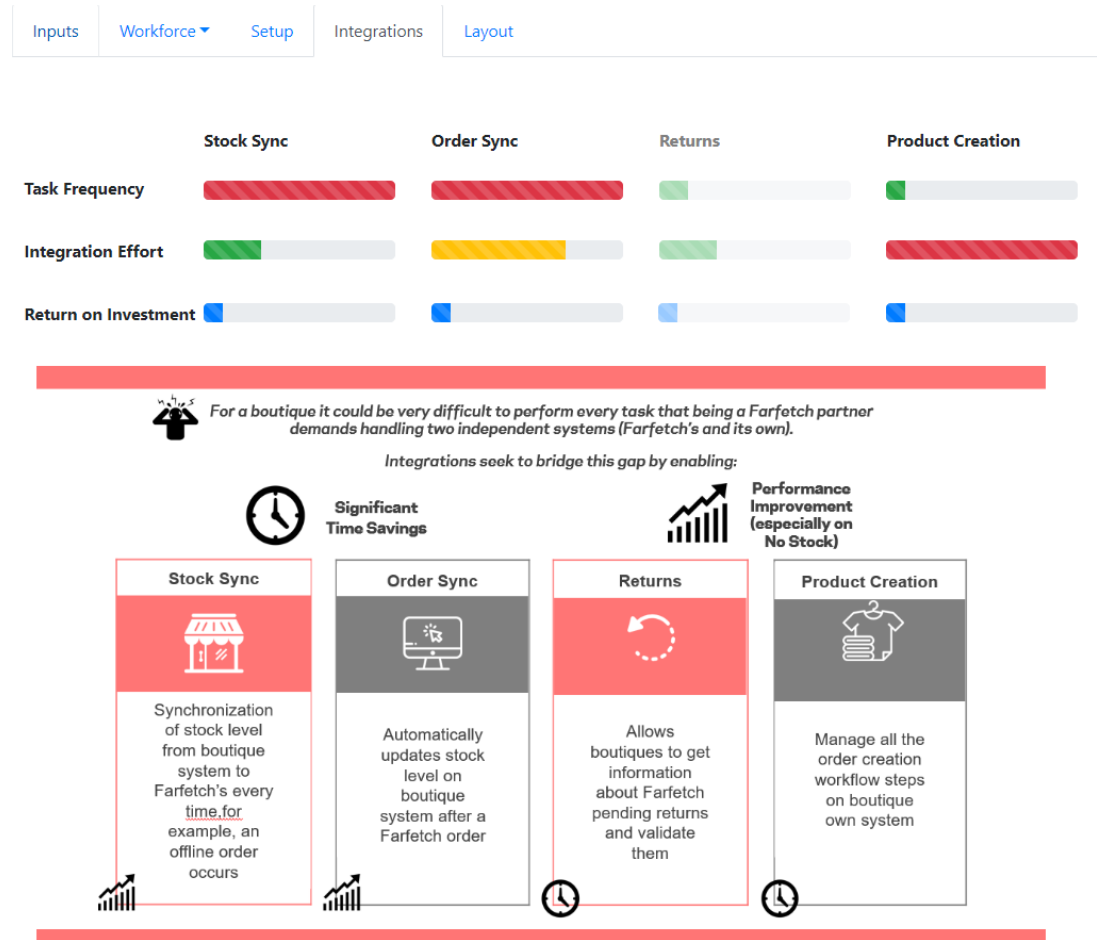 Inputs Workforce Setup Integrations Layout
Stock Sync Order Sync Returns Product Creation
Task Frequency
Integration Effort
Return on Investment
For a boutique it could be very difficult to perform every task that being a Farfetch partner
demands handling two independent systems (Farfetch's and its own).
Integrations seek to bridge this gap by enabling:
Significant
Time Savings
Performance
Improvement
(especially on
No Stock)
Stock Sync
Synchronization
of stock level
from boutique
system to
Farfetch's every
time,for
example, an
offline order
occurs
Order Sync
Automatically
updates stock
level on
boutique
system after a
Farfetch order
Returns
Allows
boutiques to get
information
about Farfetch
pending returns
and validate
them
Product Creation
Manage all the
order creation
workflow steps
on boutique
own system